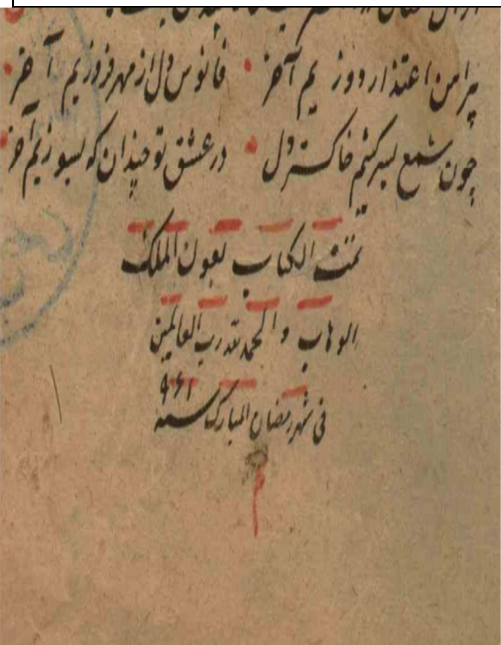 پیرامن اعتذار دوزیم آخر • فانوس دل از مهر فروزیم آخر •
چون شمع بسر کشیم خاکستر دل • در عشق تو چندان که بسوزیم آخر •
تمت الکتاب بعون الملک
الوهاب والحمد لله رب العالمین
فی شهر رمضان المبارک سنه ۹۶۱
م